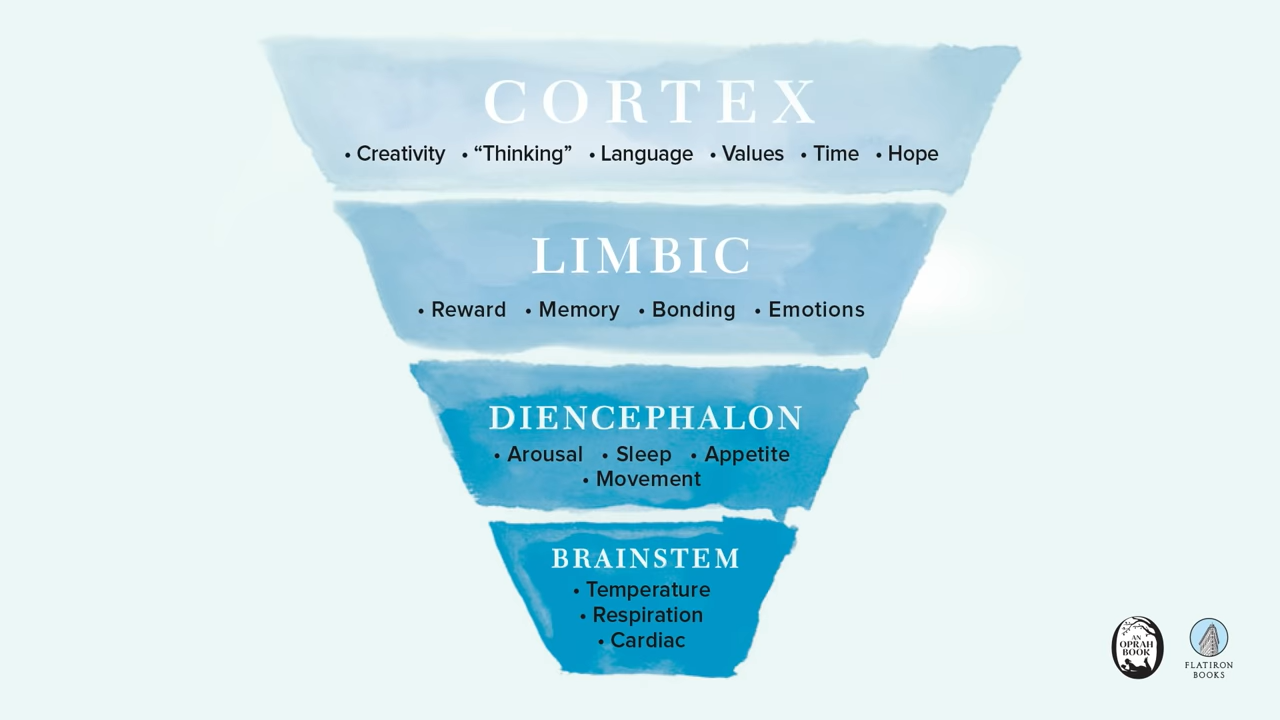 CORTEX
• Creativity • “Thinking” • Language • Values • Time • Hope
LIMBIC
• Reward • Memory • Bonding • Emotions
DIENCEPHALON
• Arousal • Sleep • Appetite
• Movement
BRAINSTEM
• Temperature
• Respiration
• Cardiac
AN
OPRAH
BOOK
FLATIRON
BOOKS